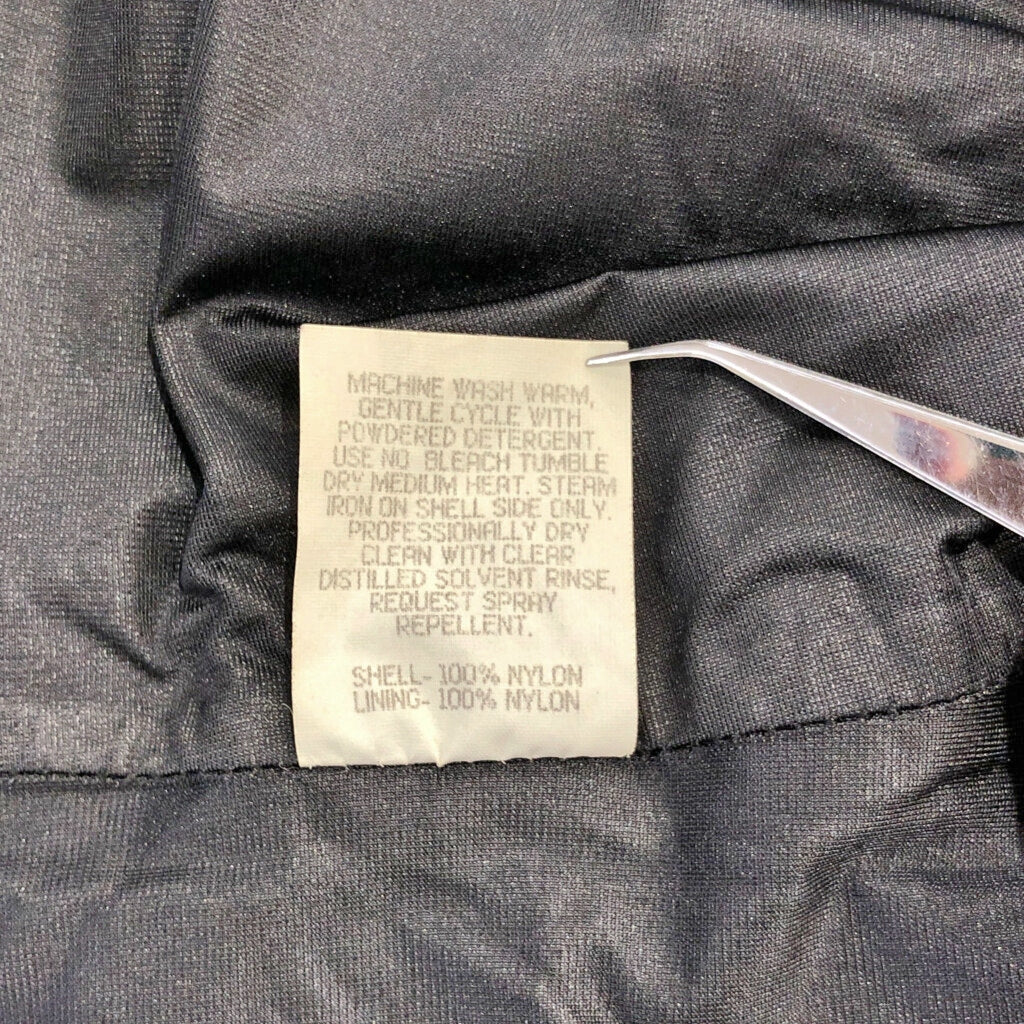 MACHINE WASH WARM,
GENTLE CYCLE WITH
POWDERED DETERGENT.
USE NO BLEACH TUMBLE
DRY MEDIUM HEAT. STEAM
IRON ON SHELL SIDE ONLY.
PROFESSIONALLY DRY
CLEAN WITH CLEAR
DISTILLED SOLVENT RINSE,
REQUEST SPRAY
REPELLENT.
SHELL- 100% NYLON
LINING- 100% NYLON